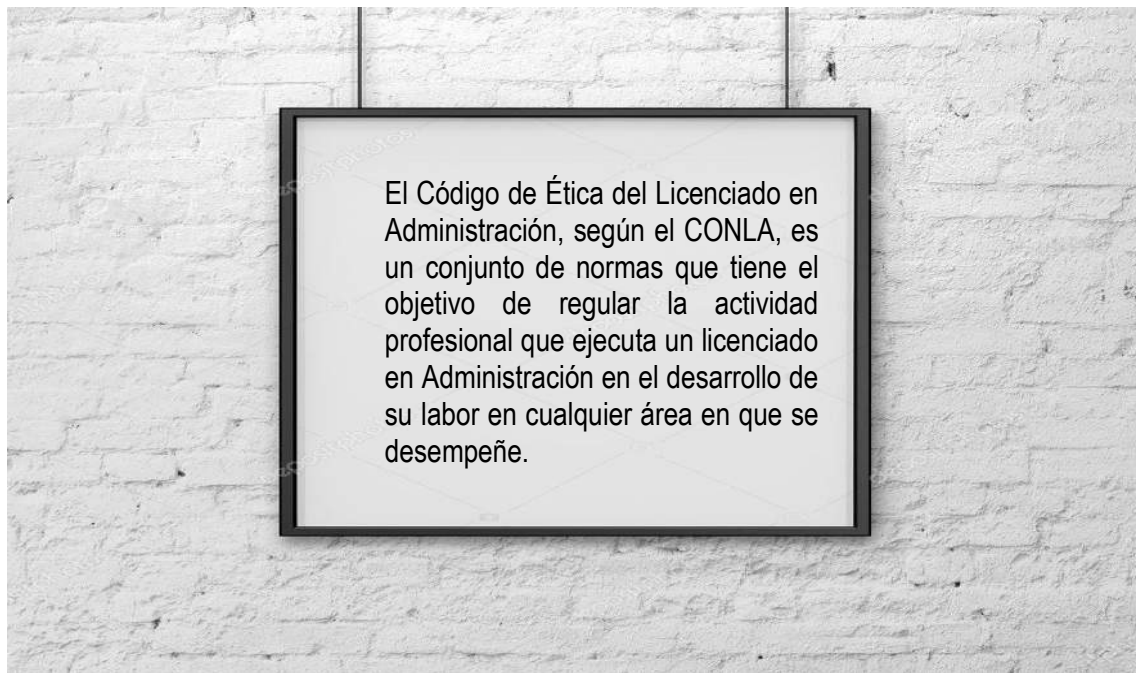 El Código de Ética del Licenciado en
Administración, según el CONLA, es
un conjunto de normas que tiene el
objetivo de regular la actividad
profesional que ejecuta un licenciado
en Administración en el desarrollo de
su labor en cualquier área en que se
desempeñe.